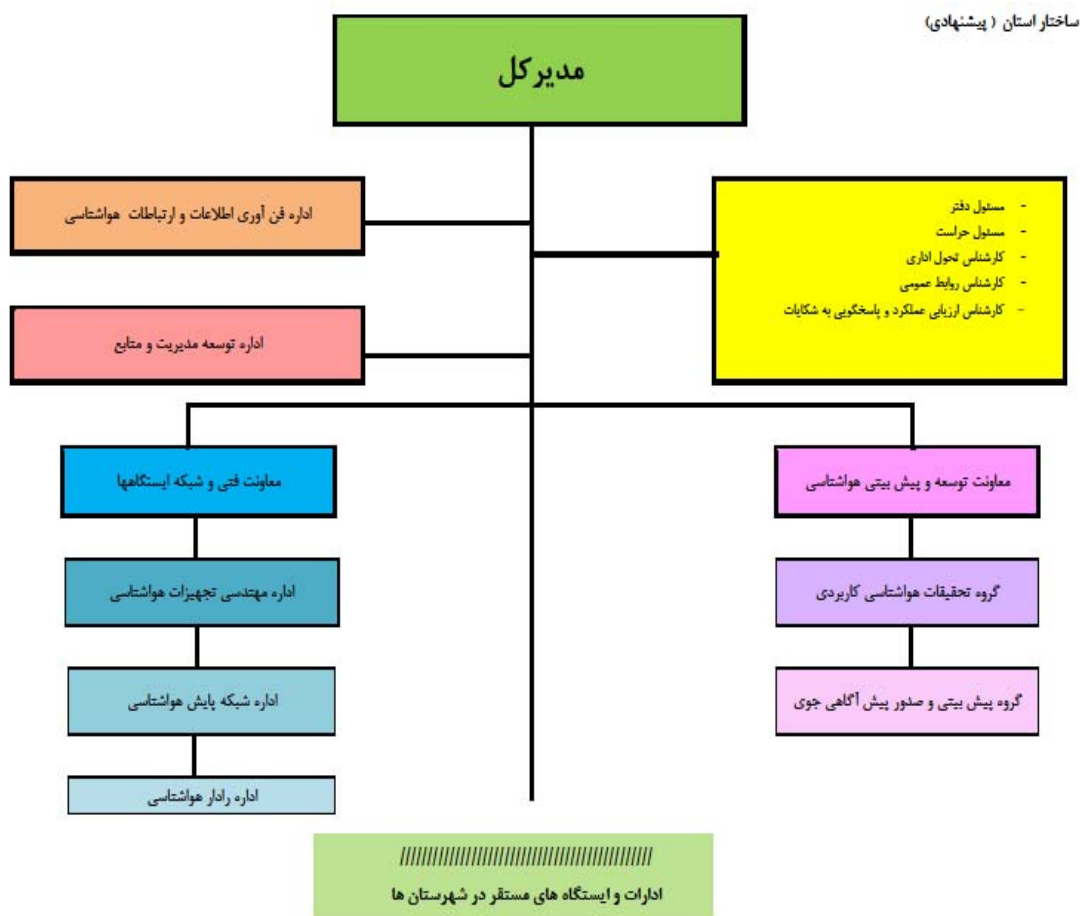 ساختار استان ( پیشنهادی)
مدیرکل
اداره فن آوری اطلاعات و ارتباطات هواشناسی
- مسئول دفتر
- مسئول حراست
- کارشناس تحول اداری
- کارشناس روابط عمومی
- کارشناس ارزیابی عملکرد و پاسخگویی به شکایات
اداره توسعه مدیریت و منابع
معاونت توسعه و پیش بینی هواشناسی
گروه تحقیقات هواشناسی کاربردی
گروه پیش بینی و صدور پیش آگاهی جوی
معاونت فنی و شبکه ایستگاهها
اداره مهندسی تجهیزات هواشناسی
اداره شبکه پایش هواشناسی
اداره رادار هواشناسی
//////////////////////////////////////////////
ادارات و ایستگاه های مستقر در شهرستان ها